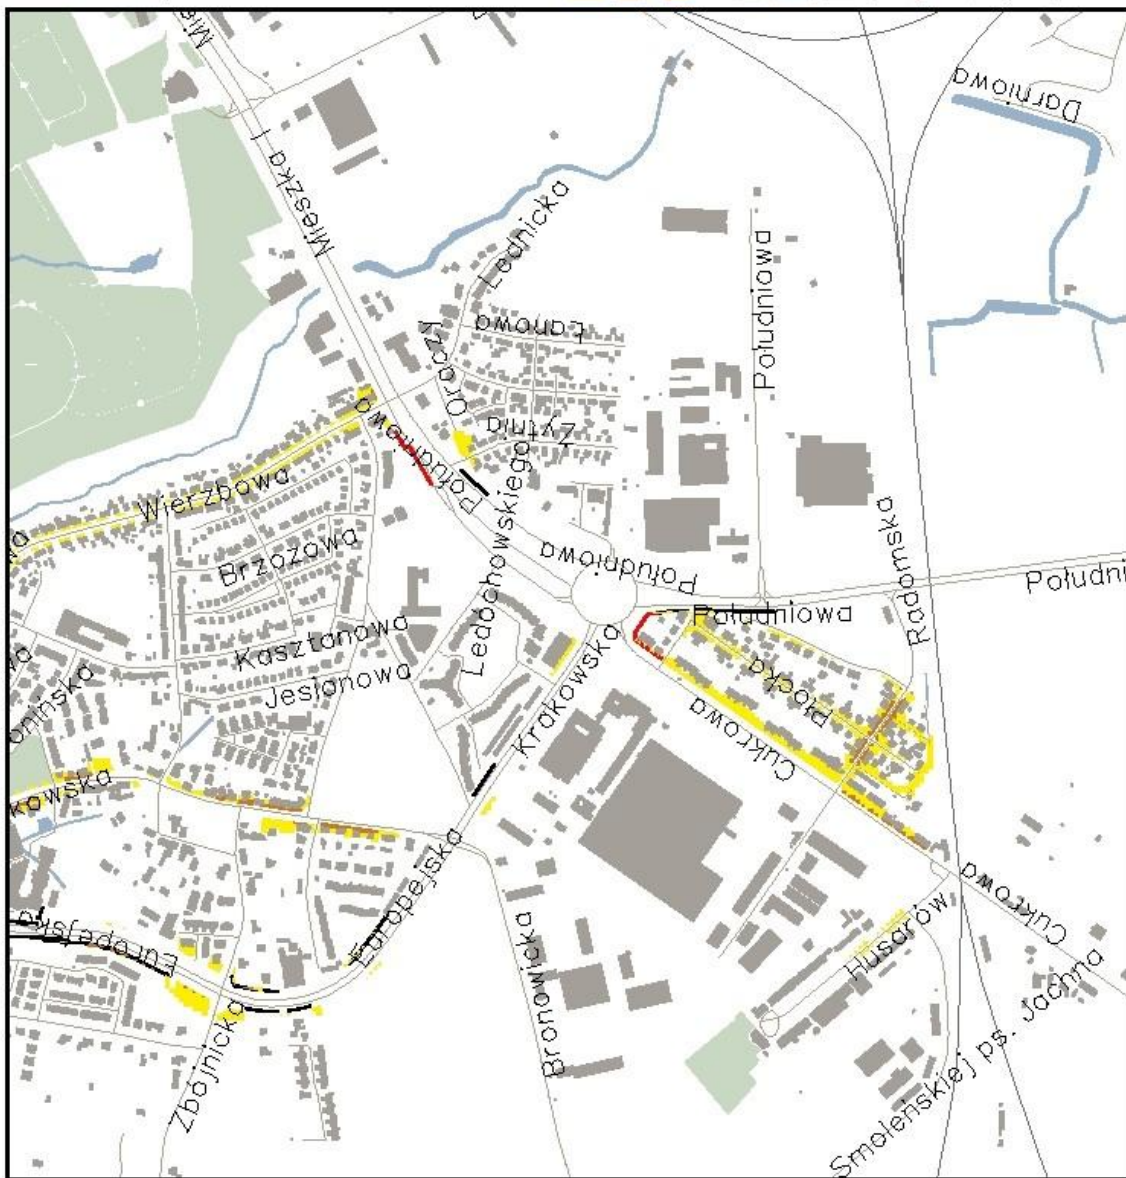 Darniowa
Mieszka I
Lednicka
Południowa
Łanowa
Oraczy
Żytnia
Południowa
Wierzbowa
Ledóchowskiego
Radomska
Brzozowa
Południowa
Południ
Południowa
Kasztanowa
Jesionowa
Krakowska
Płocka
Cukrowa
kowska
Europejska
Europejska
Bronowicka
Husarów
Cukrowa
Zbójnicka
Smoleńskiej ps. Jachna